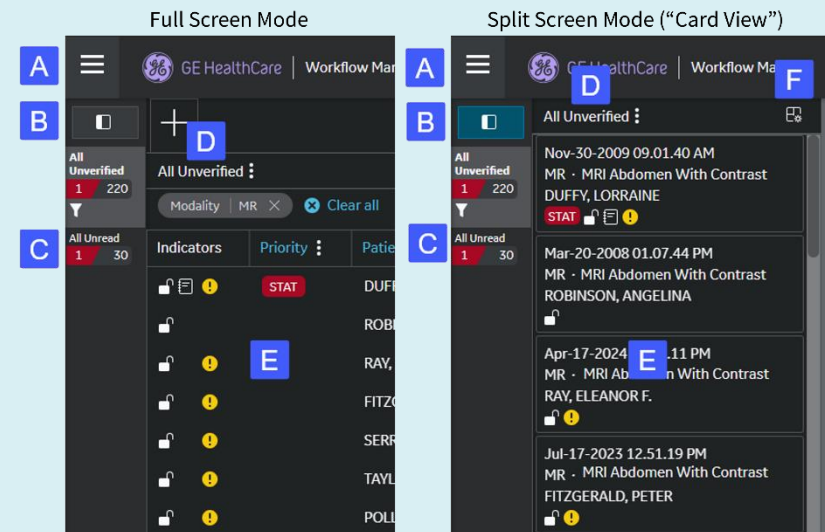 Full Screen Mode
A
GE HealthCare | Workflow Mar
B
D
All Unverified
1 220
All Unverified
Modality | MR
Clear all
C
All Unread
1 30
Indicators
Priority
Patie
STAT
DUFF
ROBI
E
RAY,
FITZ
SERR
TAYL
POLL
Split Screen Mode (“Card View”)
A
GE HealthCare | Workflow Ma
D
F
B
All Unverified
All Unverified
1 220
Nov-30-2009 09.01.40 AM
MR · MRI Abdomen With Contrast
DUFFY, LORRAINE
STAT
C
All Unread
1 30
Mar-20-2008 01.07.44 PM
MR · MRI Abdomen With Contrast
ROBINSON, ANGELINA
Apr-17-2024 .11 PM
E
MR · MRI Ab n With Contrast
RAY, ELEANOR F.
Jul-17-2023 12.51.19 PM
MR · MRI Abdomen With Contrast
FITZGERALD, PETER